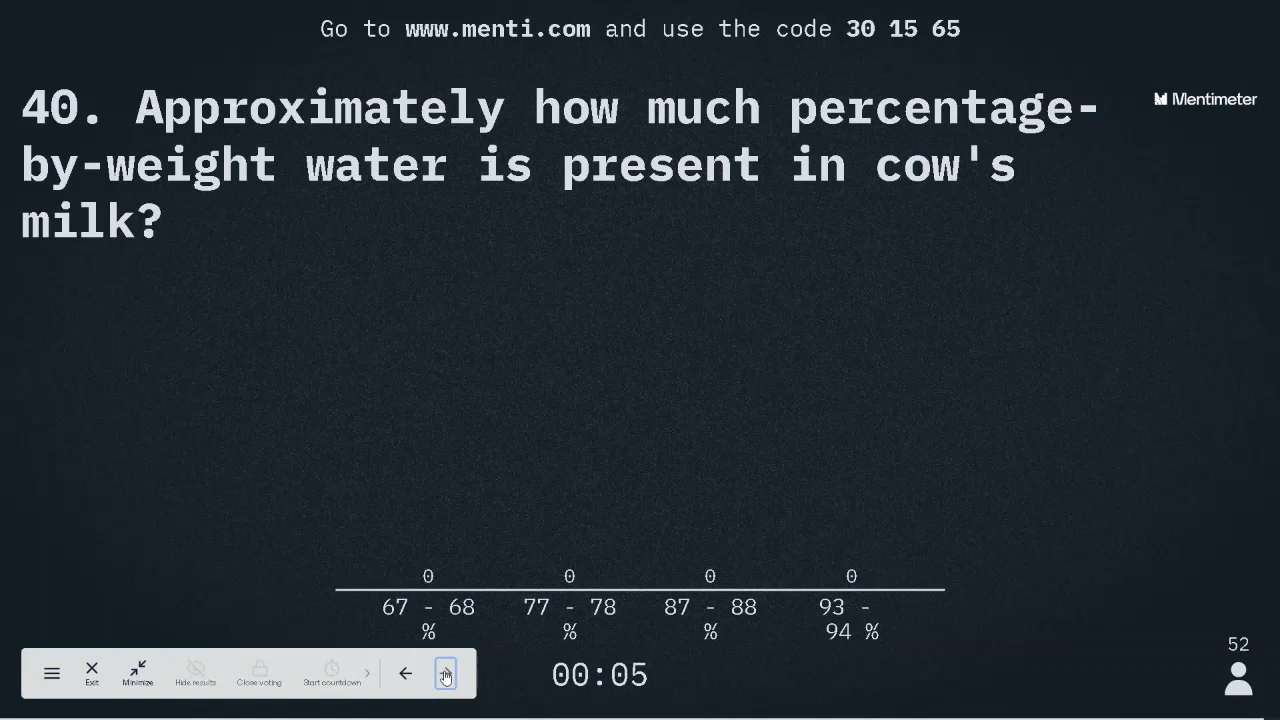 Go to www.menti.com and use the code 30 15 65
Mentimeter
40. Approximately how much percentage-
by-weight water is present in cow's
milk?
0 0 0 0
67 - 68 77 - 78 87 - 88 93 -
% % % 94 %
52
Exit Minimize Hide results Close voting Start countdown
00:05